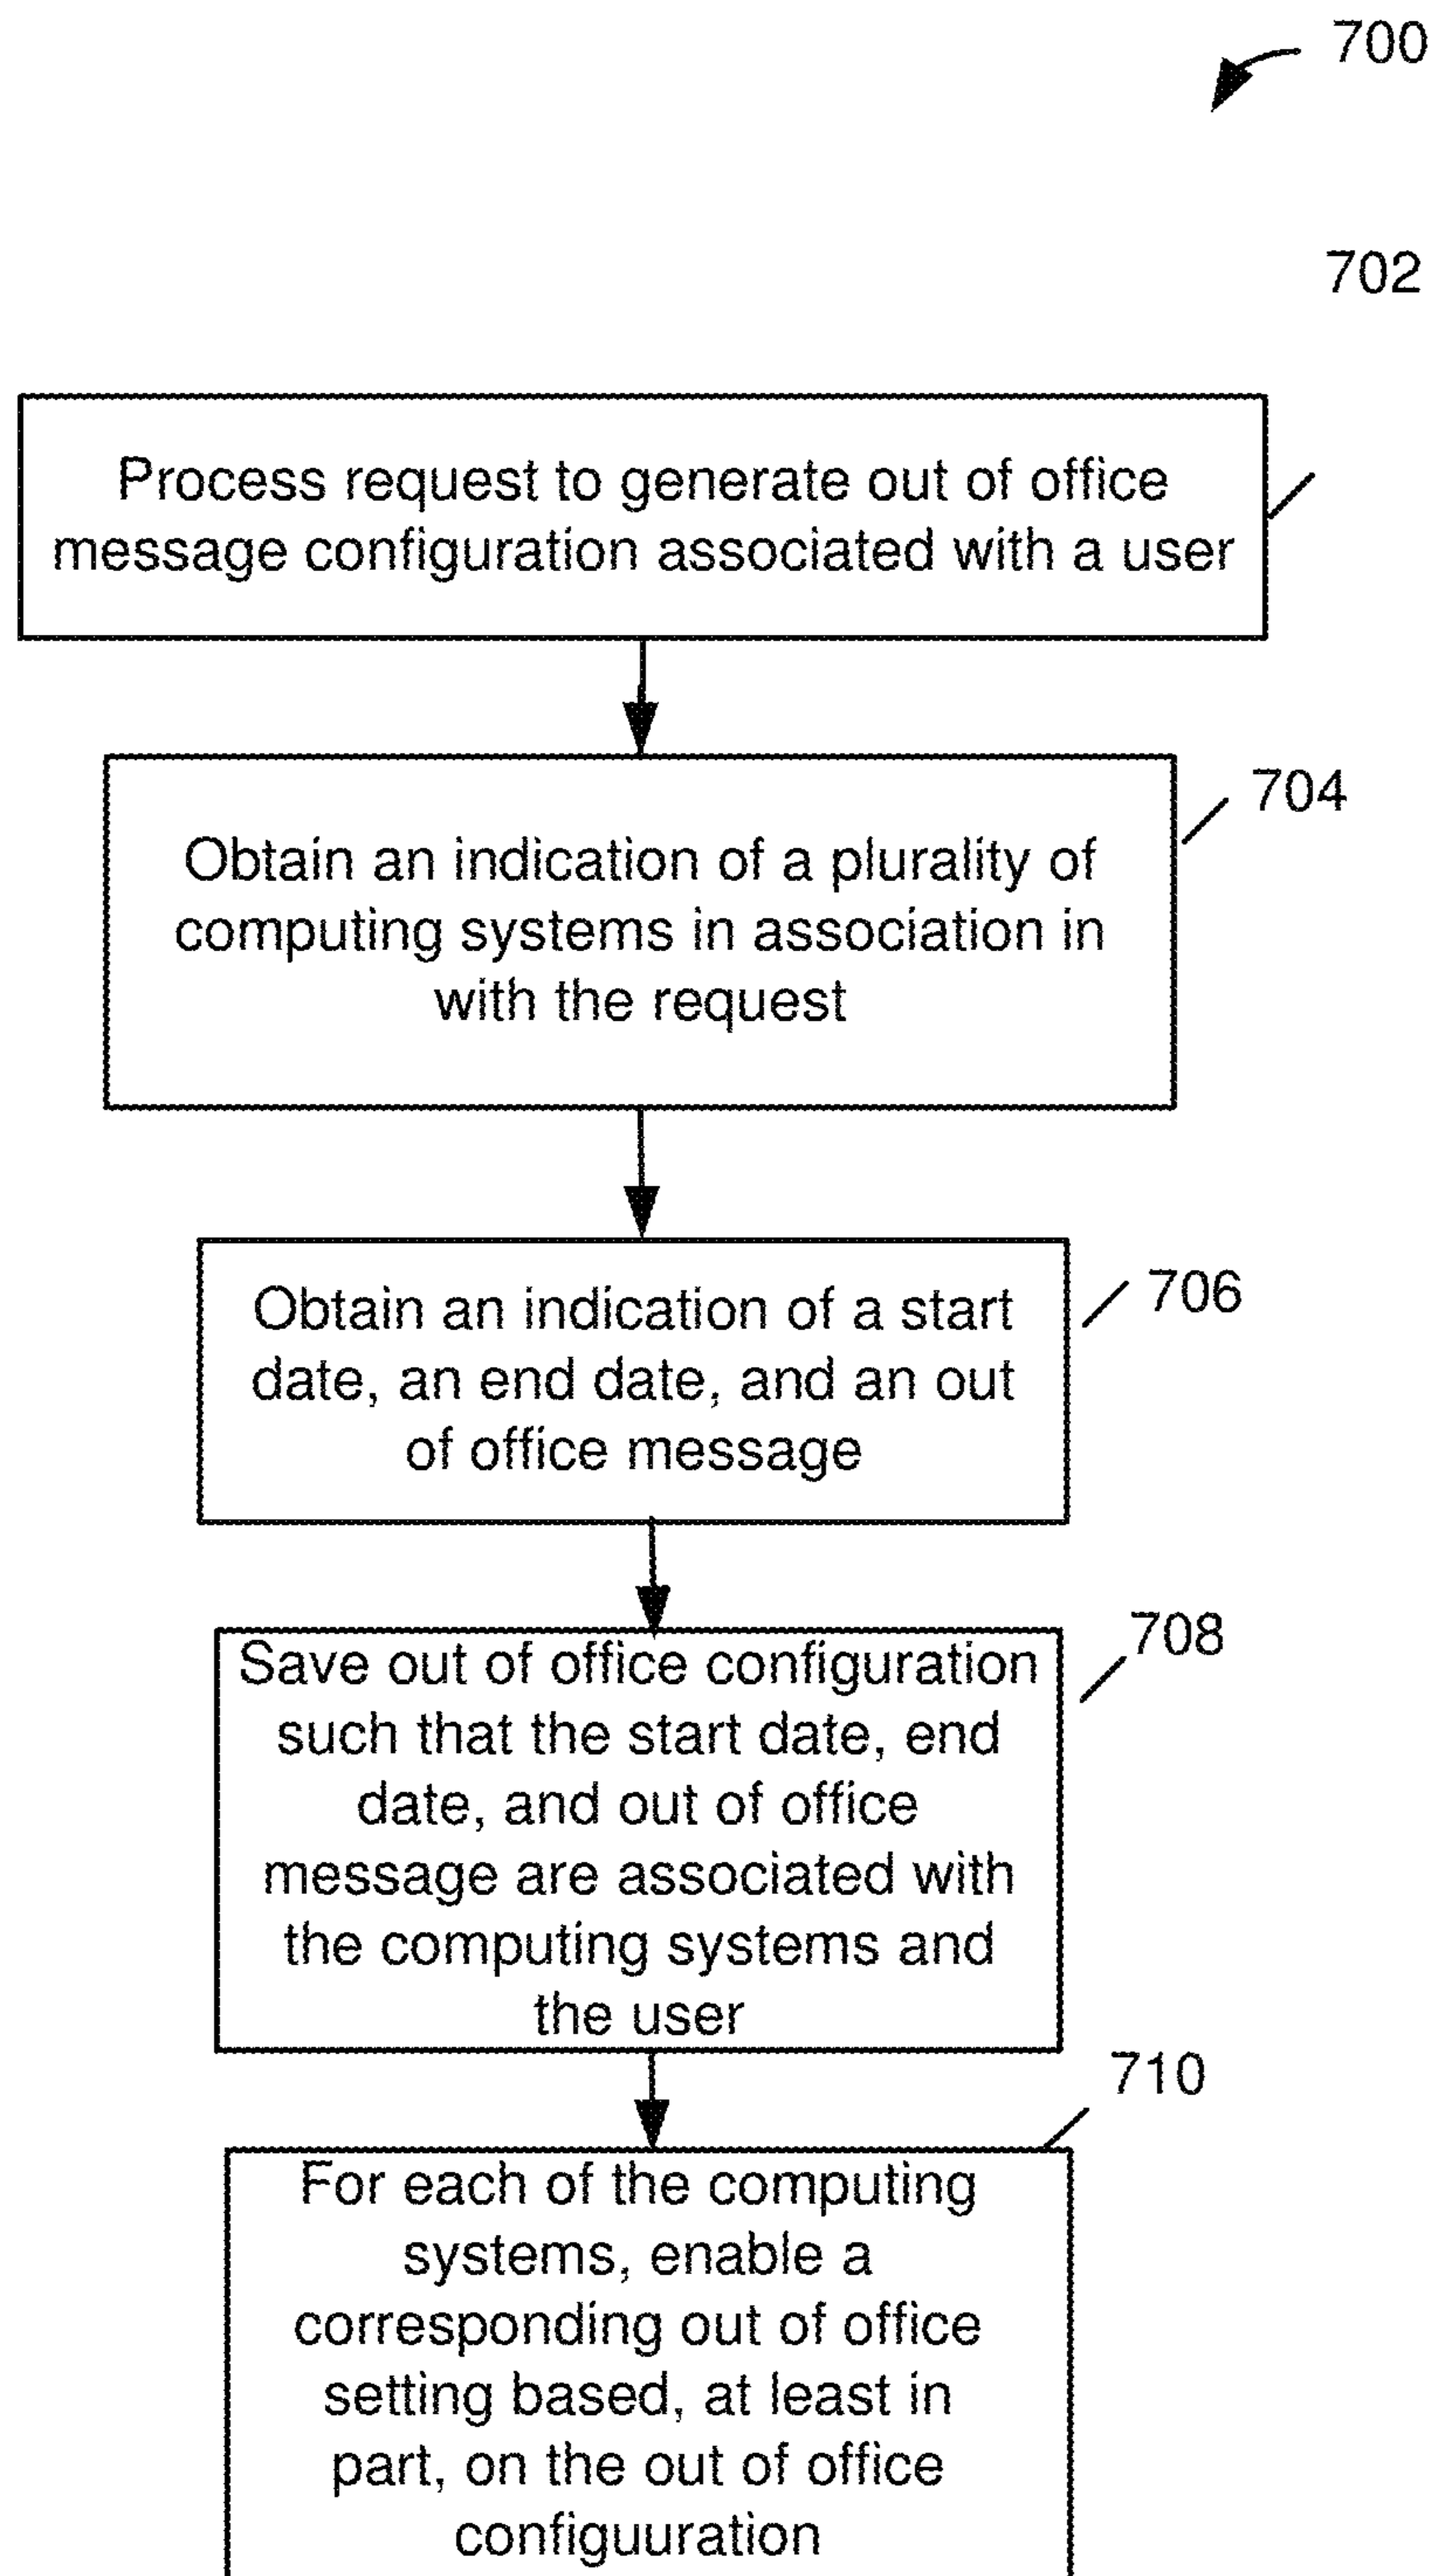 700
702
Process request to generate out of office
message configuration associated with a user
704
Obtain an indication of a plurality of
computing systems in association in
with the request
706
Obtain an indication of a start
date, an end date, and an out
of office message
708
Save out of office configuration
such that the start date, end
date, and out of office
message are associated with
the computing systems and
the user
710
For each of the computing
systems, enable a
corresponding out of office
setting based, at least in
part, on the out of office
configuuration